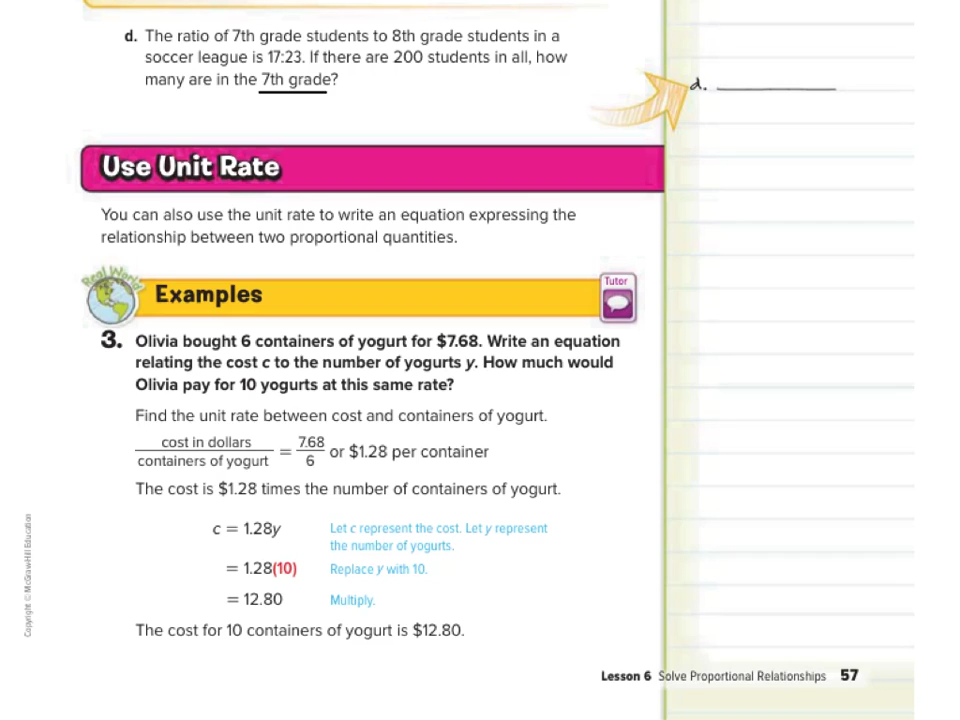 d. The ratio of 7th grade students to 8th grade students in a
soccer league is 17:23. If there are 200 students in all, how
many are in the 7th grade?
d.
Use Unit Rate
You can also use the unit rate to write an equation expressing the
relationship between two proportional quantities.
Real World
Examples
Tutor
3. Olivia bought 6 containers of yogurt for $7.68. Write an equation
relating the cost c to the number of yogurts y. How much would
Olivia pay for 10 yogurts at this same rate?
Find the unit rate between cost and containers of yogurt.
cost in dollars / containers of yogurt = 7.68 / 6 or $1.28 per container
The cost is $1.28 times the number of containers of yogurt.
c = 1.28y Let c represent the cost. Let y represent
the number of yogurts.
= 1.28(10) Replace y with 10.
= 12.80 Multiply.
The cost for 10 containers of yogurt is $12.80.
Copyright © McGraw-Hill Education
Lesson 6 Solve Proportional Relationships 57